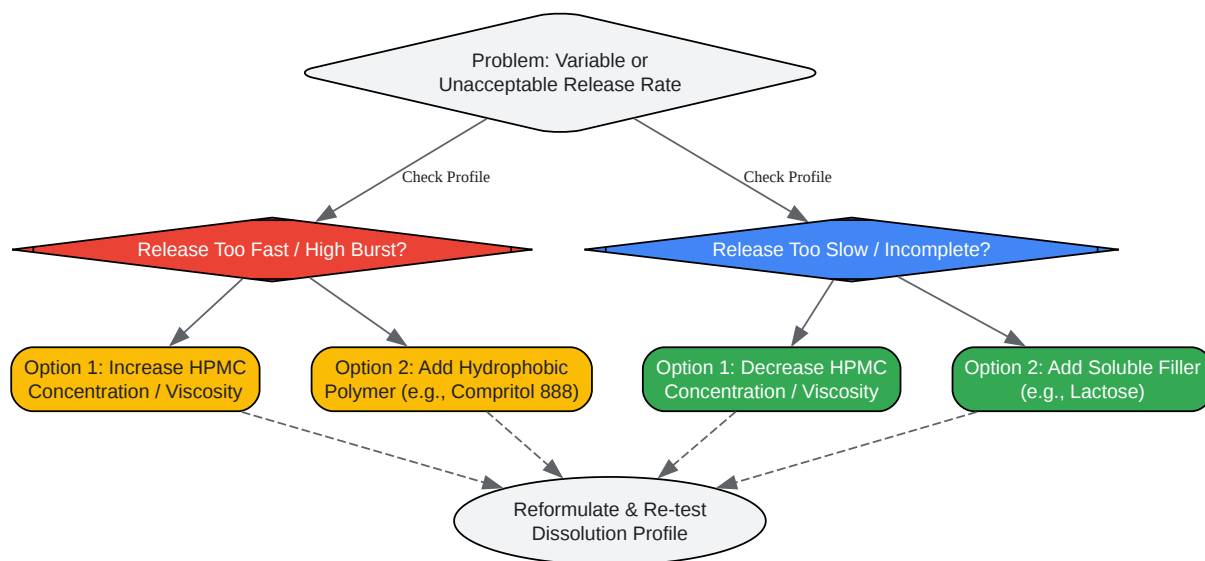 Problem: Variable or
Unacceptable Release Rate
Check Profile
Check Profile
Release Too Fast / High Burst?
Release Too Slow / Incomplete?
Option 1: Increase HPMC
Concentration / Viscosity
Option 2: Add Hydrophobic
Polymer (e.g., Compritol 888)
Option 1: Decrease HPMC
Concentration / Viscosity
Option 2: Add Soluble Filler
(e.g., Lactose)
Reformulate & Re-test
Dissolution Profile